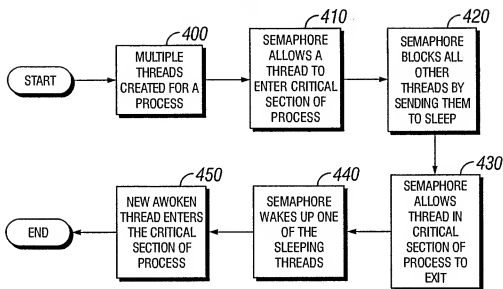 START
400
MULTIPLE
THREADS
CREATED FOR A
PROCESS
410
SEMAPHORE
ALLOWS A
THREAD TO
ENTER CRITICAL
SECTION OF
PROCESS
420
SEMAPHORE
BLOCKS ALL
OTHER
THREADS BY
SENDING THEM
TO SLEEP
430
SEMAPHORE
ALLOWS
THREAD IN
CRITICAL
SECTION OF
PROCESS TO
EXIT
440
SEMAPHORE
WAKES UP ONE
OF THE
SLEEPING
THREADS
450
NEW AWOKEN
THREAD ENTERS
THE CRITICAL
SECTION OF
PROCESS
END